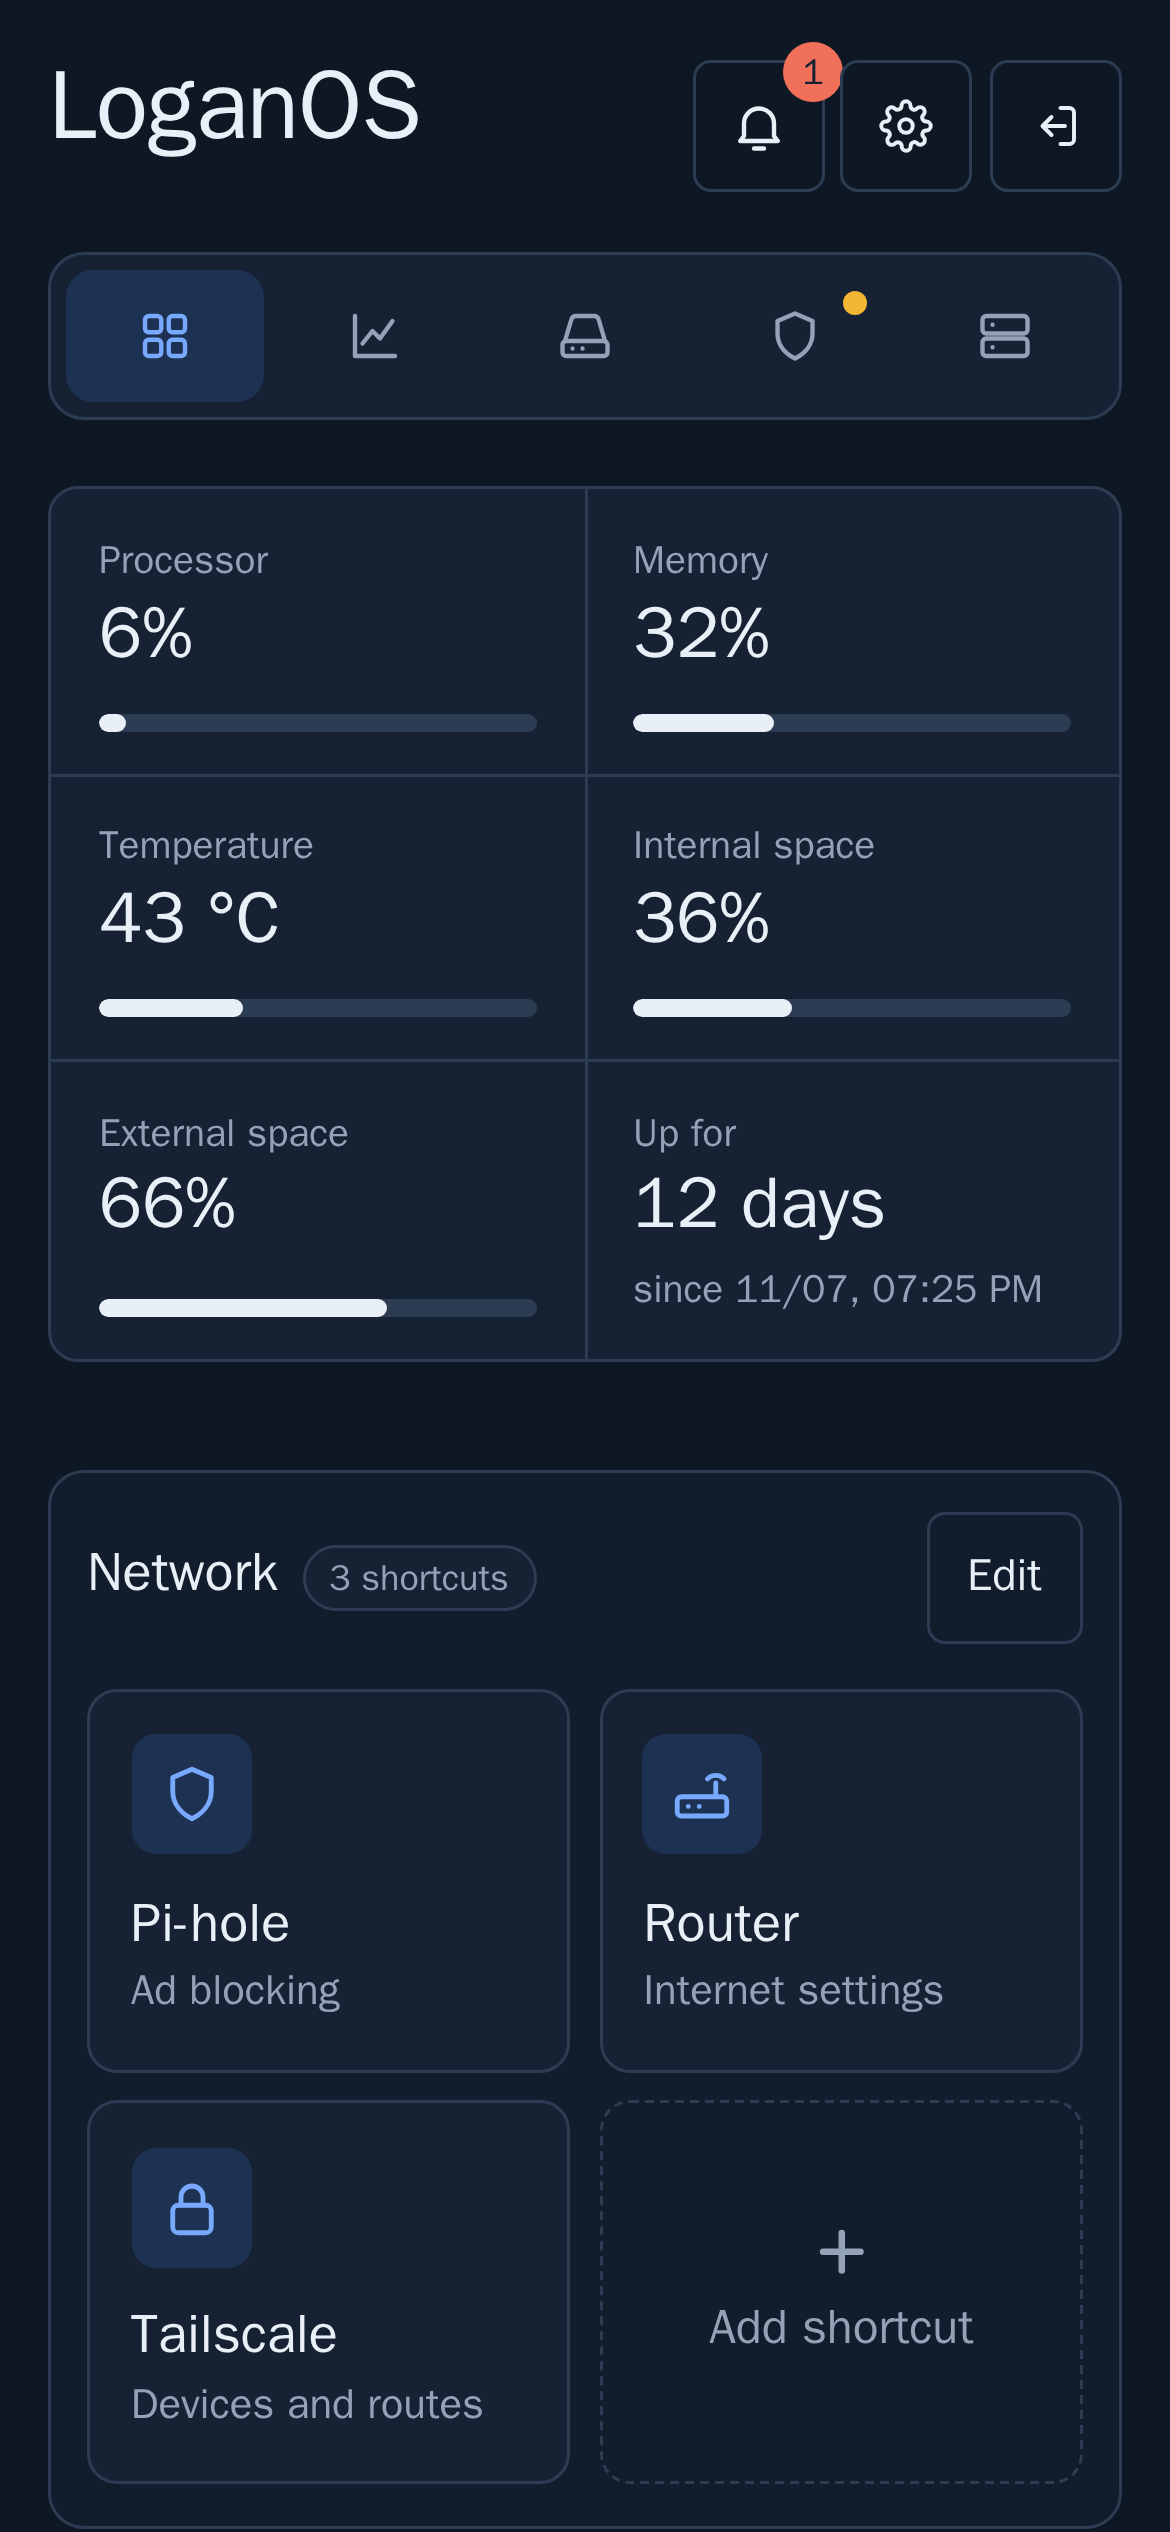 LoganOS
1
Processor
6%
Memory
32%
Temperature
43 °C
Internal space
36%
External space
66%
Up for
12 days
since 11/07, 07:25 PM
Network
3 shortcuts
Edit
Pi-hole
Ad blocking
Router
Internet settings
Tailscale
Devices and routes
Add shortcut